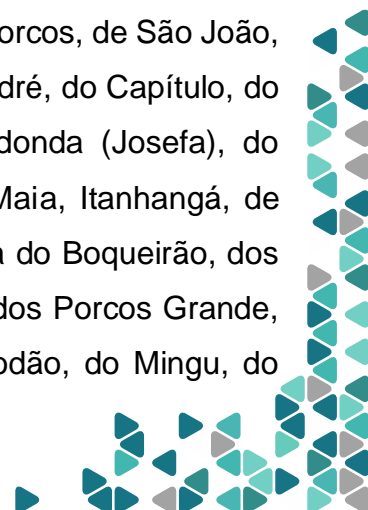 orcos, de São João,
dré, do Capítulo, do
donda (Josefa), do
Maia, Itanhangá, de
a do Boqueirão, dos
dos Porcos Grande,
odão, do Mingu, do